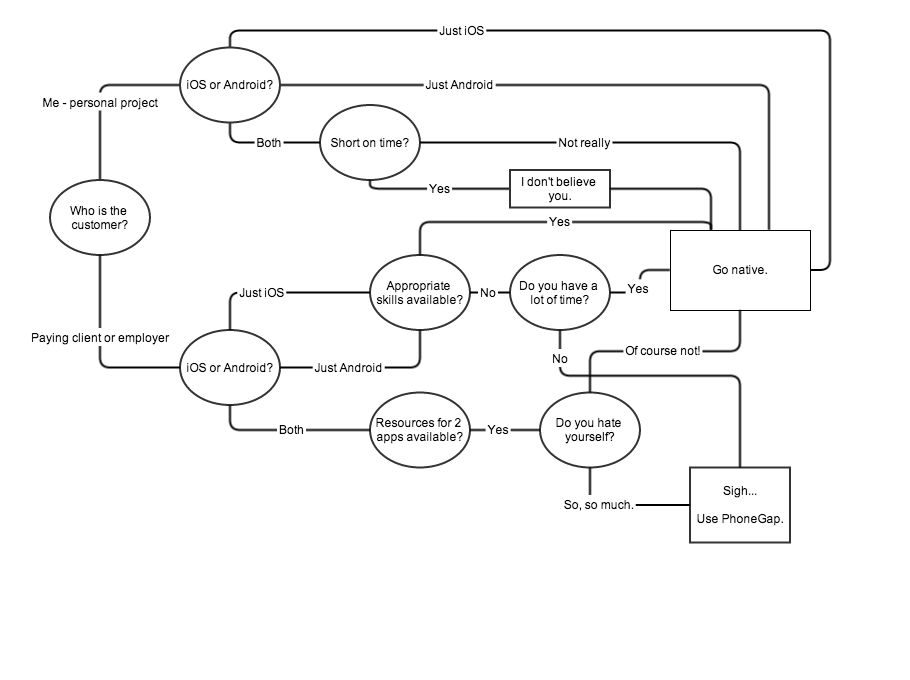 Just iOS
iOS or Android?
Just Android
Me - personal project
Both
Short on time?
Not really
Yes
I don't believe
you.
Who is the
customer?
Yes
Go native.
Appropriate
skills available?
Just iOS
No
Do you have a
lot of time?
Yes
Paying client or employer
iOS or Android?
Just Android
No
Of course not!
Both
Resources for 2
apps available?
Yes
Do you hate
yourself?
So, so much.
Sigh...
Use PhoneGap.